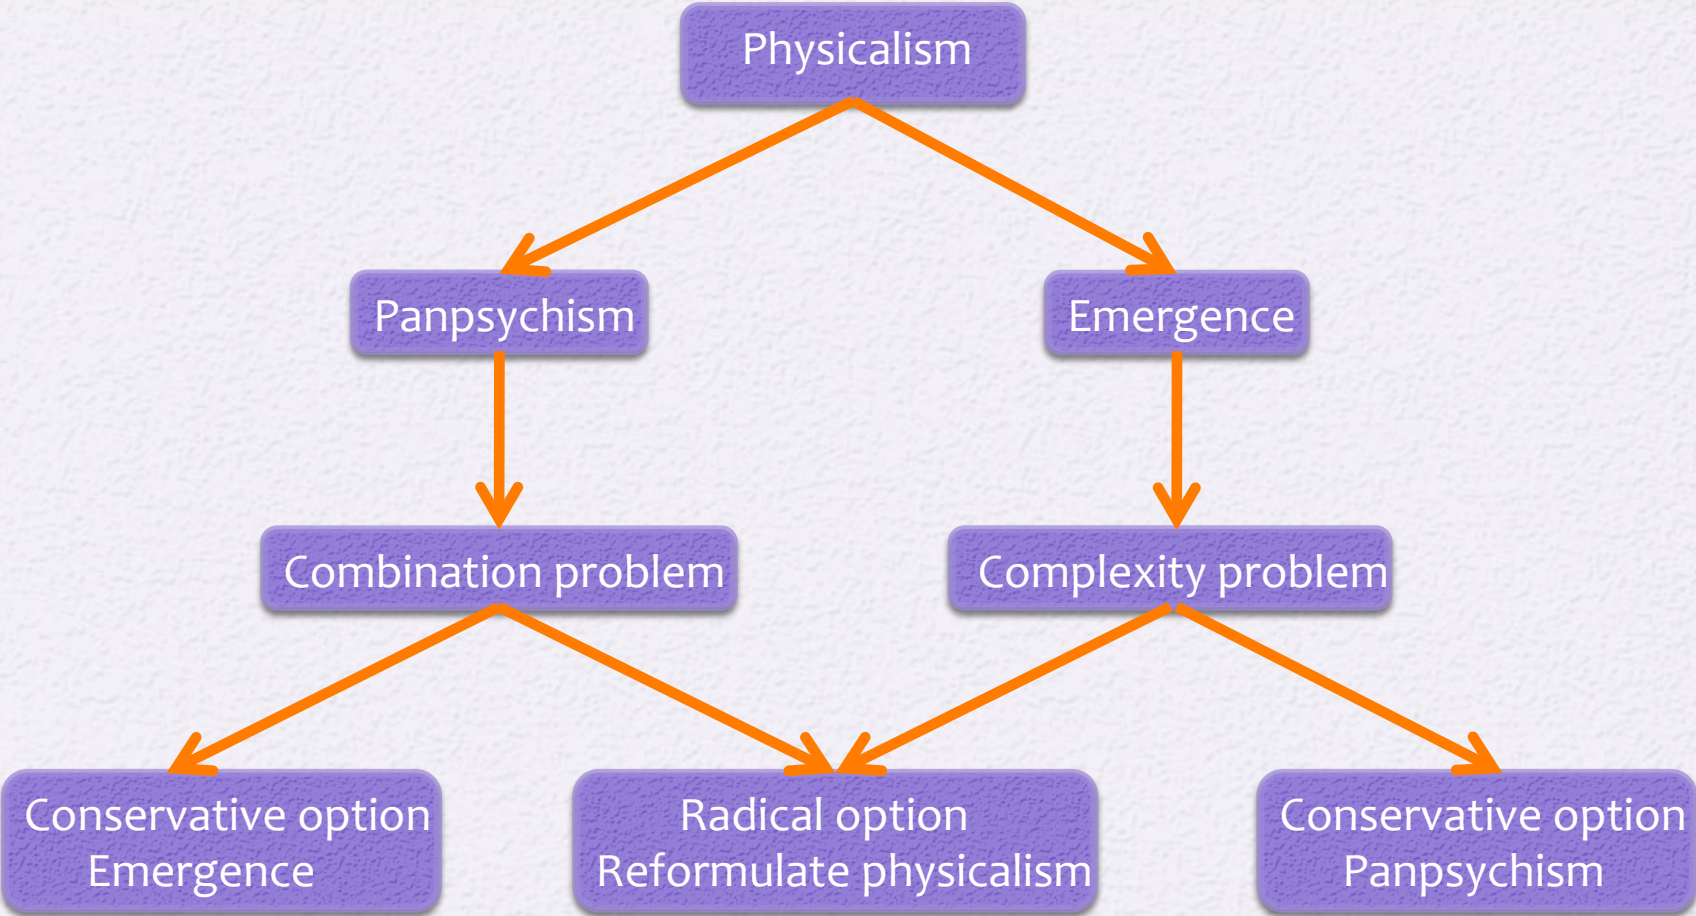 Physicalism
Panpsychism
Emergence
Combination problem
Complexity problem
Conservative option
Emergence
Radical option
Reformulate physicalism
Conservative option
Panpsychism